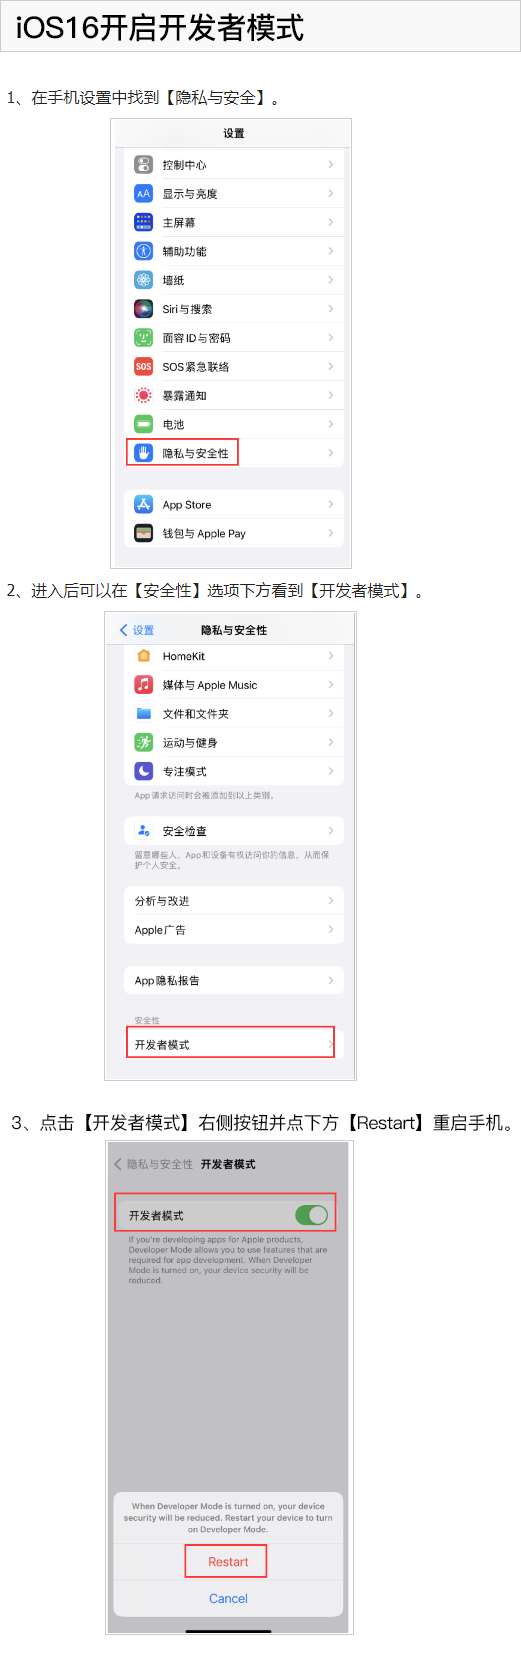 iOS16开启开发者模式
1、在手机设置中找到【隐私与安全】。
设置
控制中心
AA 显示与亮度
主屏幕
辅助功能
墙纸
Siri与搜索
面容ID与密码
SOS SOS紧急联络
暴露通知
电池
隐私与安全性
App Store
钱包与 Apple Pay
2、进入后可以在【安全性】选项下方看到【开发者模式】。
设置 隐私与安全性
HomeKit
媒体与 Apple Music
文件和文件夹
运动与健身
专注模式
App请求访问时会被添加到以上类别。
安全检查
留意哪些人、App和设备有权访问你的信息，从而保
护个人安全。
分析与改进
Apple广告
App隐私报告
安全性
开发者模式
3、点击【开发者模式】右侧按钮并点下方【Restart】重启手机。
隐私与安全性 开发者模式
开发者模式
If you're developing apps for Apple products,
Developer Mode allows you to use features that are
required for app development. When Developer
Mode is turned on, your device security will be
reduced.
When Developer Mode is turned on, your device
security will be reduced. Restart your device to turn
on Developer Mode.
Restart
Cancel